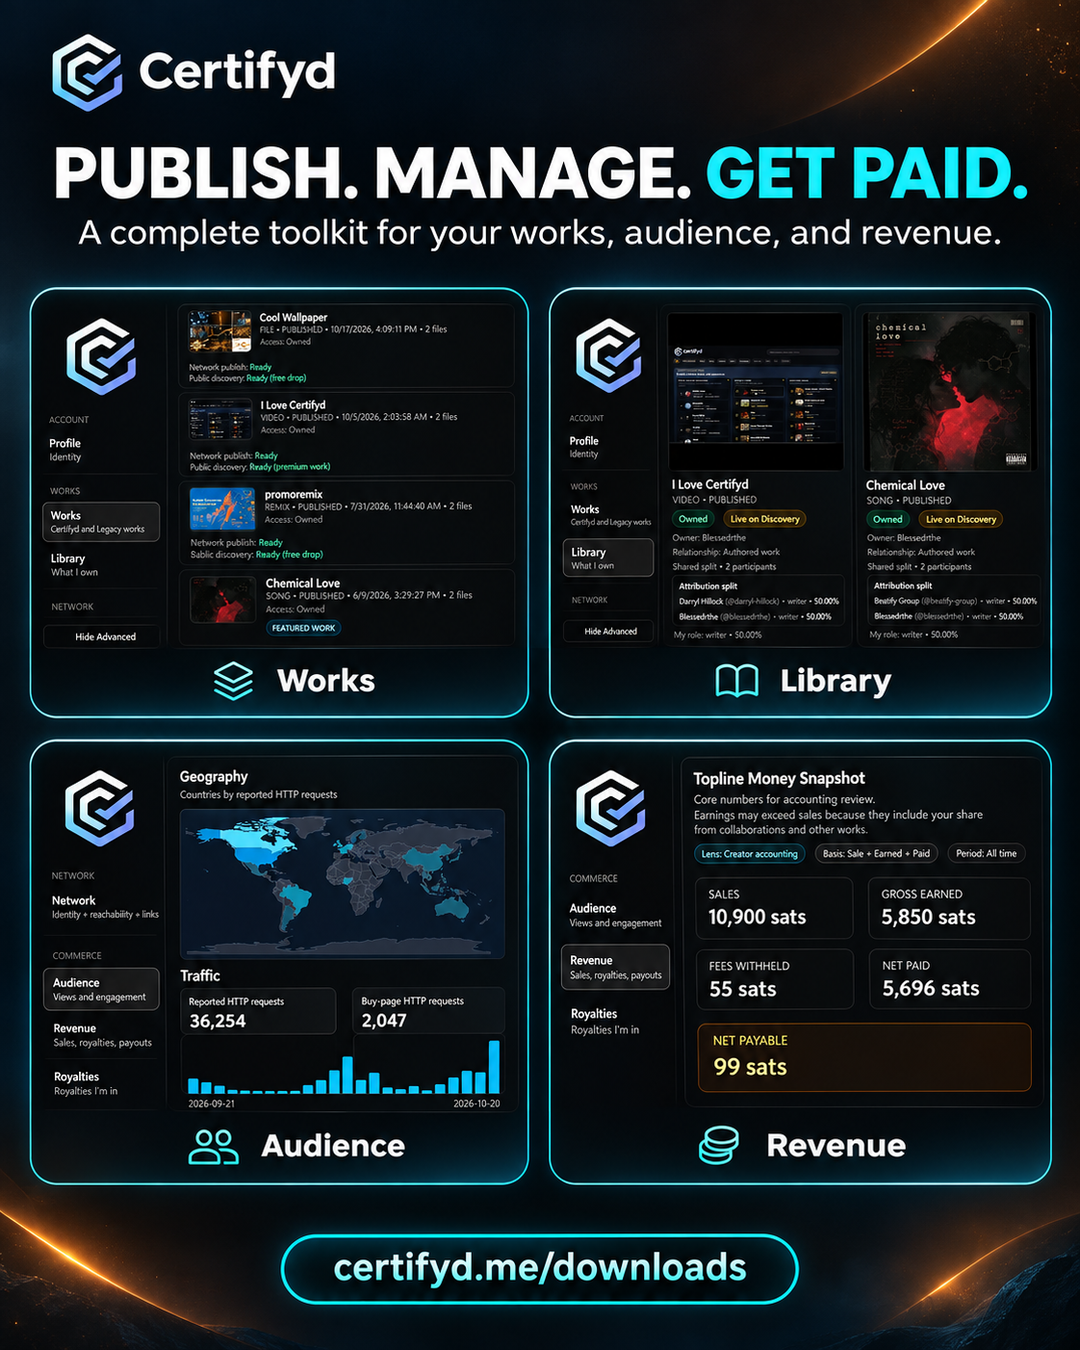 Certifyd
PUBLISH. MANAGE. GET PAID.
A complete toolkit for your works, audience, and revenue.
ACCOUNT
Profile
Identity
WORKS
Works
Certifyd and Legacy works
Library
What I own
NETWORK
Hide Advanced
Cool Wallpaper
FILE • PUBLISHED • 10/17/2026, 4:09:11 PM • 2 files
Access: Owned
Network publish: Ready
Public discovery: Ready (free drop)
I Love Certifyd
VIDEO • PUBLISHED • 10/5/2026, 2:03:58 AM • 2 files
Access: Owned
Network publish: Ready
Public discovery: Ready (premium work)
promoremix
REMIX • PUBLISHED • 7/31/2026, 11:44:40 AM • 2 files
Access: Owned
Network publish: Ready
Sablic discovery: Ready (free drop)
Chemical Love
SONG • PUBLISHED • 6/9/2026, 3:29:27 PM • 2 files
Access: Owned
FEATURED WORK
Works
ACCOUNT
Profile
Identity
WORKS
Works
Certifyd and Legacy works
Library
What I own
NETWORK
Hide Advanced
certifyd
I Love Certifyd
VIDEO • PUBLISHED
Owned
Live on Discovery
Owner: Blessedrthe
Relationship: Authored work
Shared split • 2 participants
Attribution split
Darryl Hillock (@darryl-hillock) • writer • 50.00%
Blessedrthe (@blessedrthe) • writer • 50.00%
My role: writer • 50.00%
chemical
love
Chemical Love
SONG • PUBLISHED
Owned
Live on Discovery
Owner: Blessedrthe
Relationship: Authored work
Shared split • 2 participants
Attribution split
Beatify Group (@beatify-group) • writer • 50.00%
Blessedrthe (@blessedrthe) • writer • 50.00%
My role: writer • 50.00%
Library
NETWORK
Network
Identity + reachability + links
COMMERCE
Audience
Views and engagement
Revenue
Sales, royalties, payouts
Royalties
Royalties I'm in
Geography
Countries by reported HTTP requests
Traffic
Reported HTTP requests
36,254
Buy-page HTTP requests
2,047
2026-09-21
2026-10-20
Audience
COMMERCE
Audience
Views and engagement
Revenue
Sales, royalties, payouts
Royalties
Royalties I'm in
Topline Money Snapshot
Core numbers for accounting review.
Earnings may exceed sales because they include your share
from collaborations and other works.
Lens: Creator accounting
Basis: Sale + Earned + Paid
Period: All time
SALES
10,900 sats
GROSS EARNED
5,850 sats
FEES WITHHELD
55 sats
NET PAID
5,696 sats
NET PAYABLE
99 sats
Revenue
certifyd.me/downloads